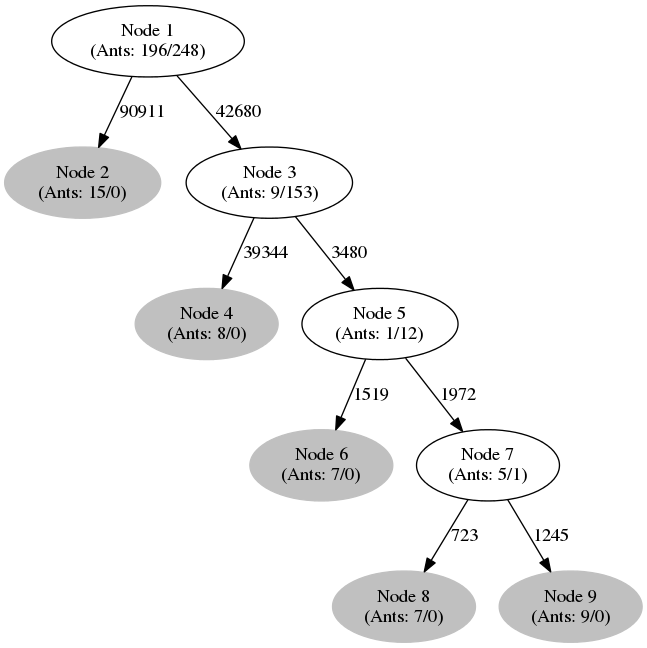 Node 1
(Ants: 196/248)
90911
42680
Node 2
(Ants: 15/0)
Node 3
(Ants: 9/153)
39344
3480
Node 4
(Ants: 8/0)
Node 5
(Ants: 1/12)
1519
1972
Node 6
(Ants: 7/0)
Node 7
(Ants: 5/1)
723
1245
Node 8
(Ants: 7/0)
Node 9
(Ants: 9/0)